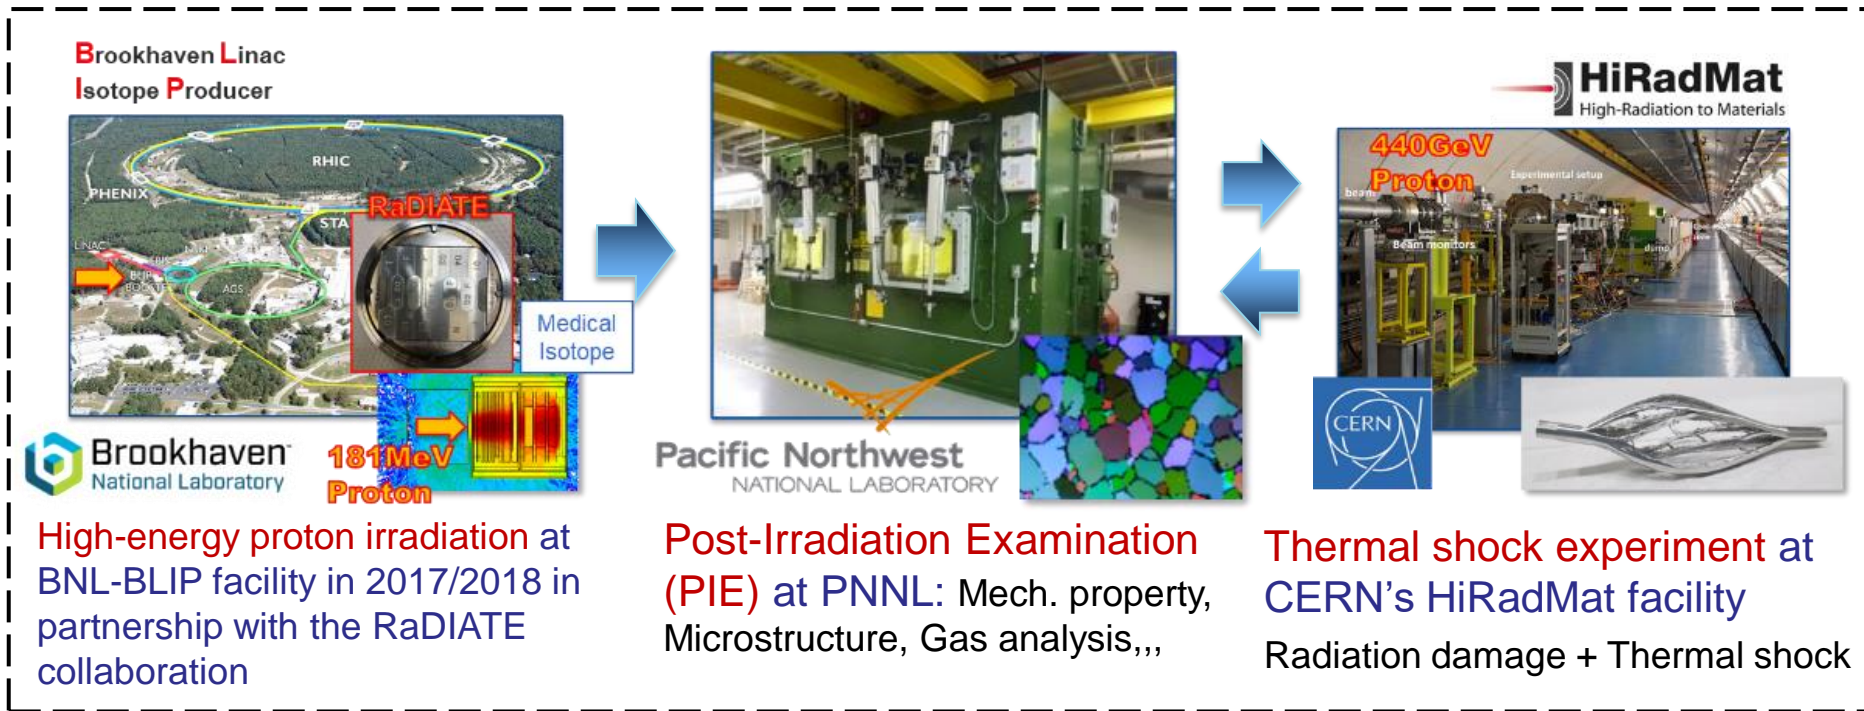 Brookhaven Linac
Isotope Producer
RHIC
PHENIX
STA
LINAC
BLIP
BOOSTER
AGS
RaDIATE
Medical
Isotope
181MeV
Proton
Brookhaven
National Laboratory
High-energy proton irradiation at
BNL-BLIP facility in 2017/2018 in
partnership with the RaDIATE
collaboration
Pacific Northwest
NATIONAL LABORATORY
Post-Irradiation Examination
(PIE) at PNNL: Mech. property,
Microstructure, Gas analysis,,,
HiRadMat
High-Radiation to Materials
440GeV
Proton
Experimental setup
beam
Beam monitors
dump
CERN
Thermal shock experiment at
CERN’s HiRadMat facility
Radiation damage + Thermal shock